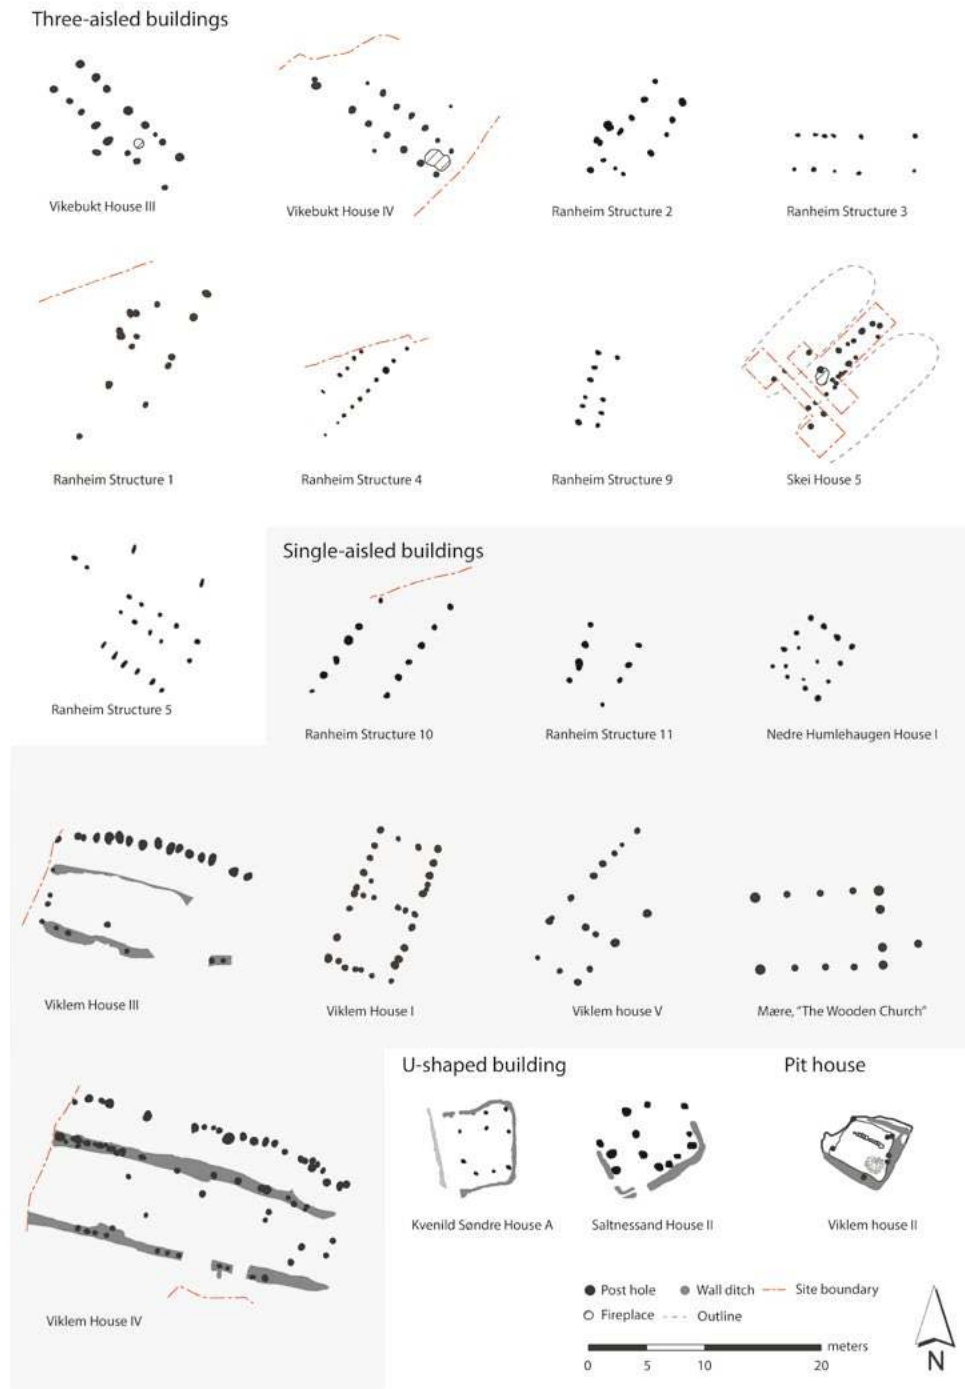 Three-aisled buildings
Vikebukt House III
Vikebukt House IV
Ranheim Structure 2
Ranheim Structure 3
Ranheim Structure 1
Ranheim Structure 4
Ranheim Structure 9
Skei House 5
Ranheim Structure 5
Single-aisled buildings
Ranheim Structure 10
Ranheim Structure 11
Nedre Humlehaugen House I
Viklem House III
Viklem House I
Viklem house V
Mære, "The Wooden Church"
Viklem House IV
U-shaped building
Kvenild Søndre House A
Saltnessand House II
Pit house
Viklem house II
Post hole Wall ditch Site boundary
Fireplace Outline
meters
0 5 10 20
N